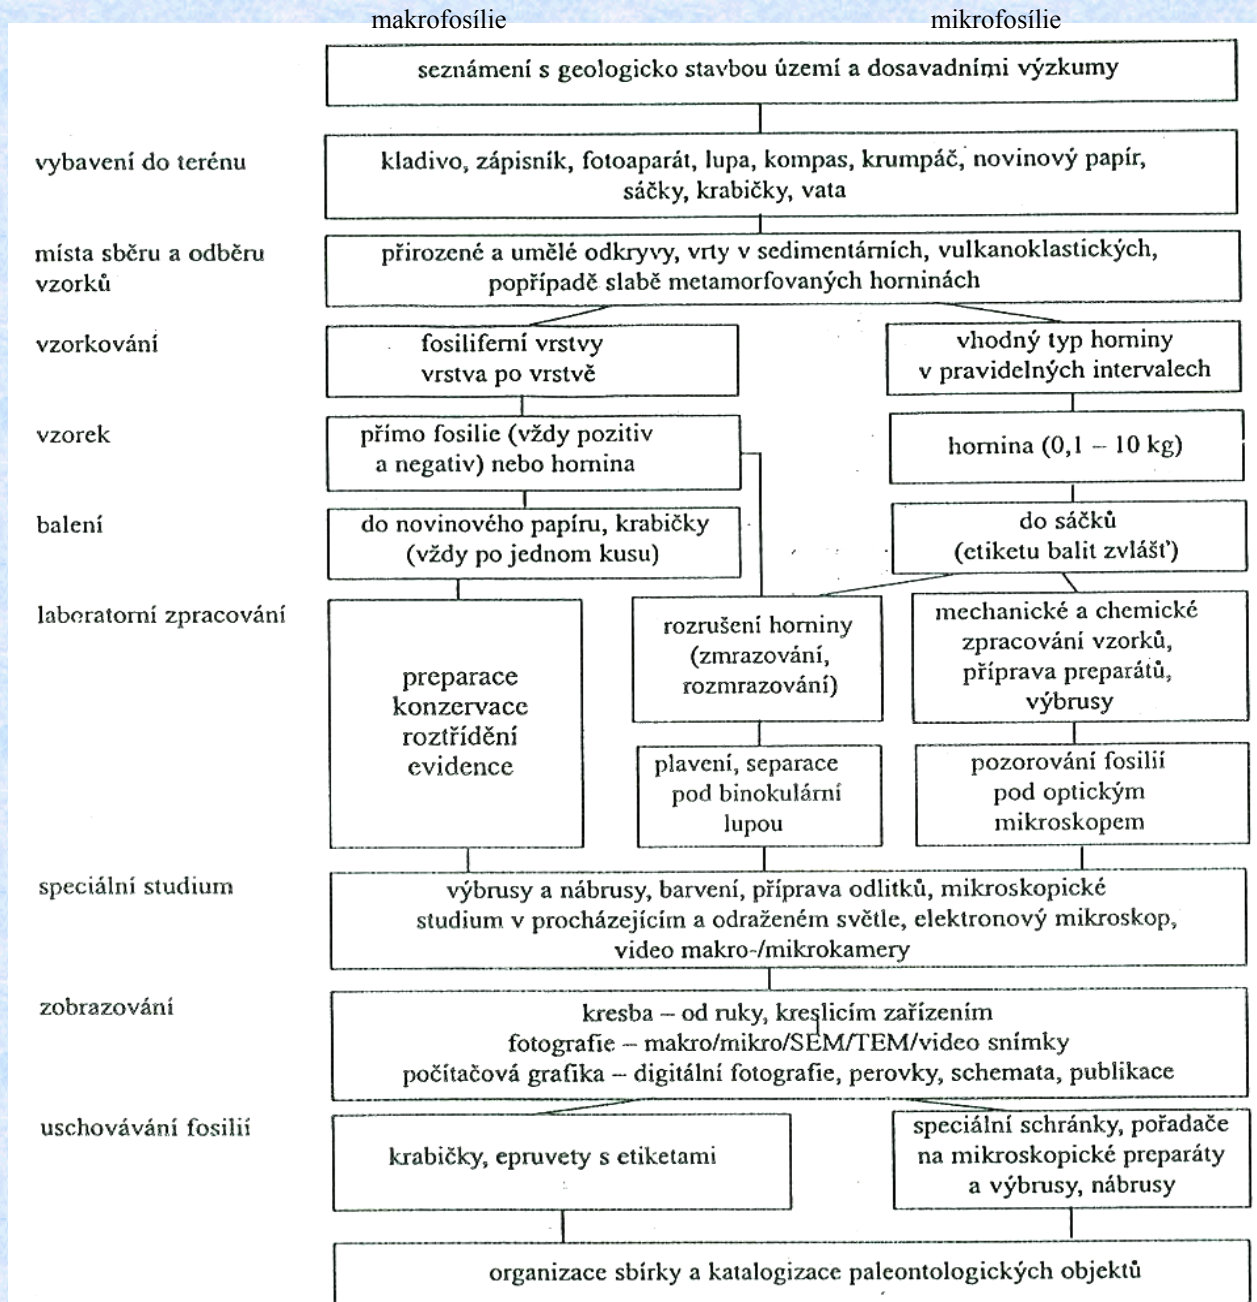 makrofosílie
mikrofosílie
seznámení s geologicko stavbou území a dosavadními výzkumy
vybavení do terénu
kladivo, zápisník, fotoaparát, lupa, kompas, krumpáč, novinový papír,
sáčky, krabičky, vata
místa sběru a odběru
vzorků
přirozené a umělé odkryvy, vrty v sedimentárních, vulkanoklastických,
popřípadě slabě metamorfovaných horninách
vzorkování
fosiliferní vrstvy
vrstva po vrstvě
vhodný typ horniny
v pravidelných intervalech
vzorek
přímo fosilie (vždy pozitiv
a negativ) nebo hornina
hornina (0,1 – 10 kg)
balení
do novinového papíru, krabičky
(vždy po jednom kusu)
do sáčků
(etiketu balit zvlášť)
laboratorní zpracování
preparace
konzervace
roztřídění
evidence
rozrušení horniny
(zmrazování,
rozmrazování)
mechanické a chemické
zpracování vzorků,
příprava preparátů,
výbrusy
plavení, separace
pod binokulární
lupou
pozorování fosilií
pod optickým
mikroskopem
speciální studium
výbrusy a nábrusy, barvení, příprava odlitků, mikroskopické
studium v procházejícím a odraženém světle, elektronový mikroskop,
video makro-/mikrokamery
zobrazování
kresba – od ruky, kreslicím zařízením
fotografie – makro/mikro/SEM/TEM/video snímky
počítačová grafika – digitální fotografie, perovky, schemata, publikace
uschovávání fosilií
krabičky, epruvety s etiketami
speciální schránky, pořadače
na mikroskopické preparáty
a výbrusy, nábrusy
organizace sbírky a katalogizace paleontologických objektů